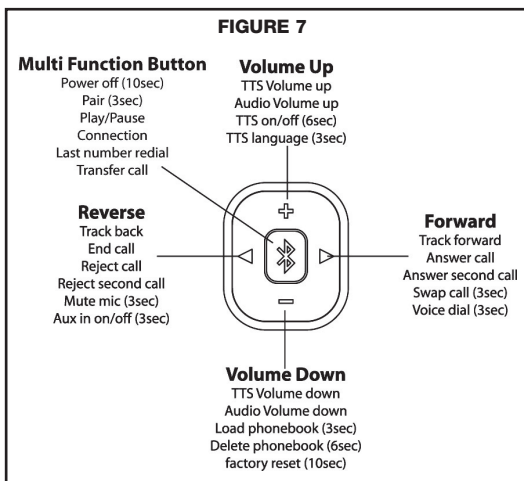 FIGURE 7
Multi Function Button
Power off (10sec)
Pair (3sec)
Play/Pause
Connection
Last number redial
Transfer call
Volume Up
TTS Volume up
Audio Volume up
TTS on/off (6sec)
TTS language (3sec)
Reverse
Track back
End call
Reject call
Reject second call
Mute mic (3sec)
Aux in on/off (3sec)
Forward
Track forward
Answer call
Answer second call
Swap call (3sec)
Voice dial (3sec)
Volume Down
TTS Volume down
Audio Volume down
Load phonebook (3sec)
Delete phonebook (6sec)
factory reset (10sec)